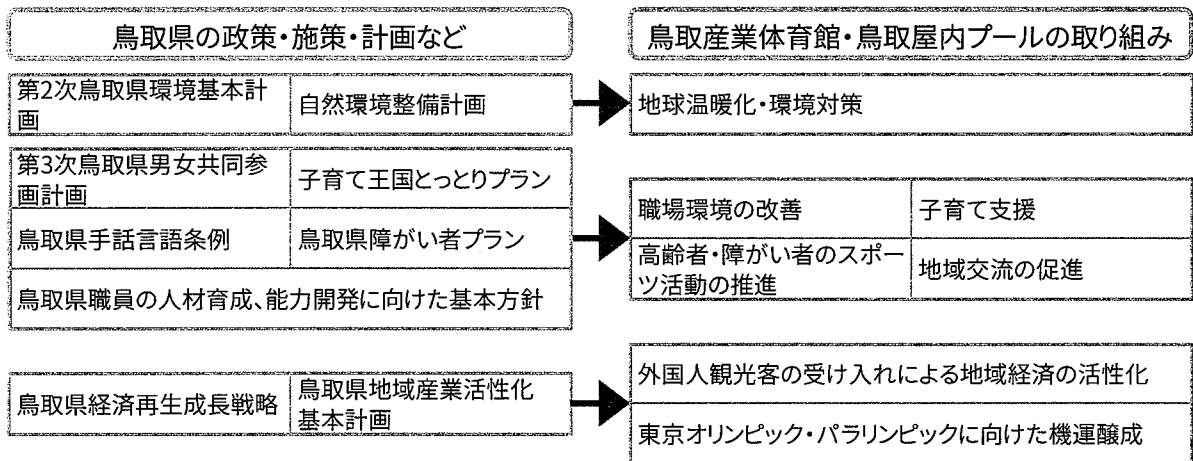 鳥取県の政策・施策・計画など
鳥取産業体育館・鳥取屋内プールの取り組み
第2次鳥取県環境基本計
画
自然環境整備計画
地球温暖化・環境対策
第3次鳥取県男女共同参
画計画
子育て王国とっとりプラン
鳥取県手話言語条例
鳥取県障がい者プラン
鳥取県職員の人材育成、能力開発に向けた基本方針
職場環境の改善
子育て支援
高齢者・障がい者のスポー
ツ活動の推進
地域交流の促進
鳥取県経済再生成長戦略
鳥取県地域産業活性化
基本計画
外国人観光客の受け入れによる地域経済の活性化
東京オリンピック・パラリンピックに向けた機運醸成